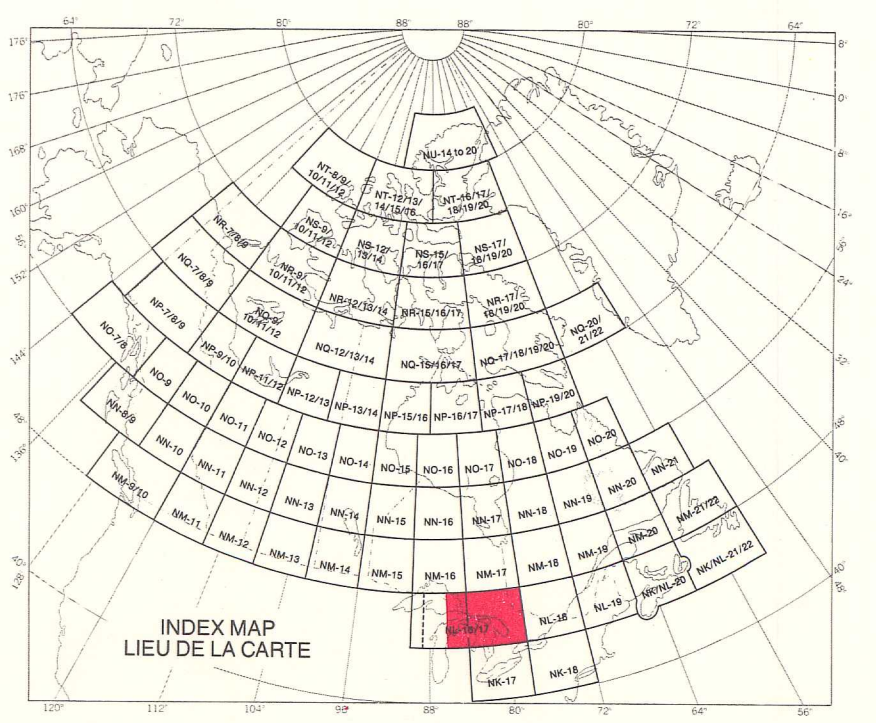 64° 72° 80° 88° 88° 80° 72° 64°
176° 8°
176° 0°
168° 8°
160° 16°
152° 24°
144° 32°
136° 40°
48°
40°
NU-14 to 20
NT-8/9/
10/11/12
NT-12/13/
14/15/16
NT-16/17/
18/19/20
NS-9/
10/11/12
NS-12/
13/14
NS-15/
16/17
NS-17/
18/19/20
NR-7/8/9
NR-9/
10/11/12
NR-12/13/14
NR-15/16/17
NR-17/
18/19/20
NQ-7/8/9
NQ-9/
10/11/12
NQ-12/13/14
NQ-15/16/17
NQ-17/18/19/20
NQ-20/
21/22
NP-7/8/9
NP-9/10
NP-11/12
NP-12/13
NP-13/14
NP-15/16
NP-16/17
NP-17/18
NP-19/20
NO-7/8
NO-9
NO-10
NO-11
NO-12
NO-13
NO-14
NO-15
NO-16
NO-17
NO-18
NO-19
NO-20
NN-8/9
NN-10
NN-11
NN-12
NN-13
NN-14
NN-15
NN-16
NN-17
NN-18
NN-19
NN-20
NN-21
NM-9/10
NM-11
NM-12
NM-13
NM-14
NM-15
NM-16
NM-17
NM-18
NM-19
NM-20
NM-21/22
NL-16/17
NL-18
NL-19
NK/NL-20
NK/NL-21/22
NK-17
NK-18
INDEX MAP
LIEU DE LA CARTE
120° 112° 104° 96° 88° 80° 72° 64° 56°